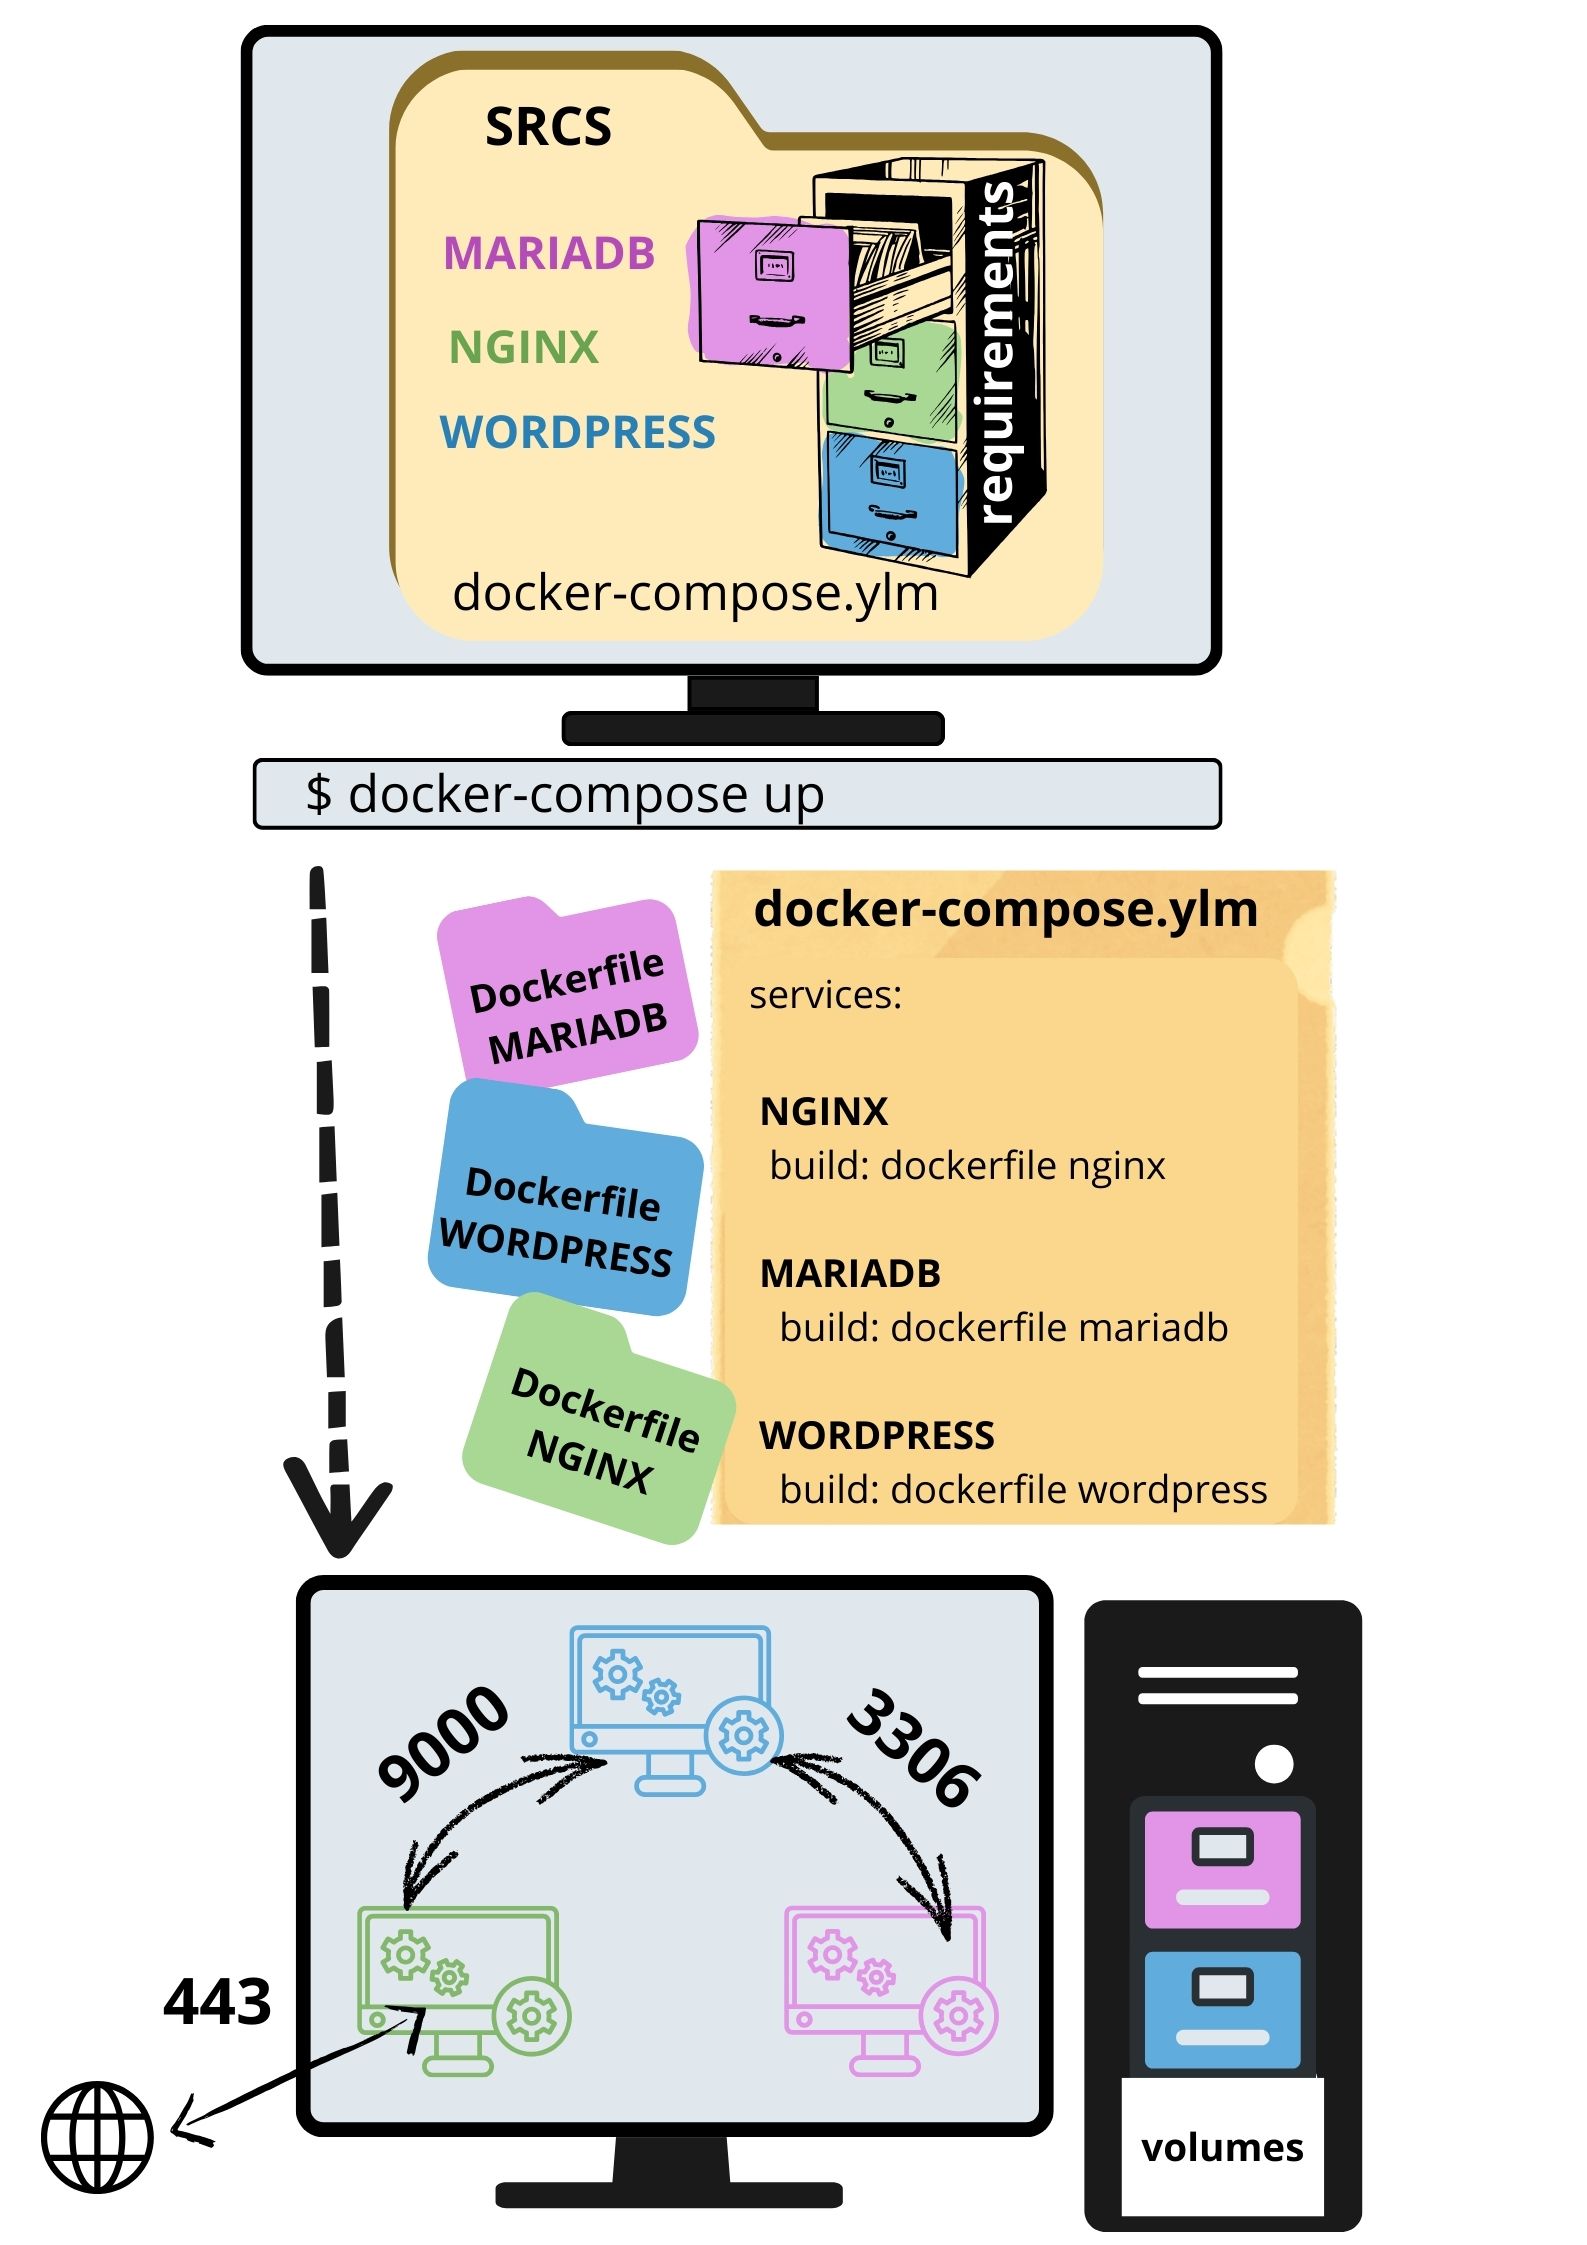 SRCS
MARIADB
NGINX
WORDPRESS
requirements
docker-compose.ylm
$ docker-compose up
Dockerfile
MARIADB
Dockerfile
WORDPRESS
Dockerfile
NGINX
docker-compose.ylm
services:
NGINX
build: dockerfile nginx
MARIADB
build: dockerfile mariadb
WORDPRESS
build: dockerfile wordpress
9000
3306
443
volumes